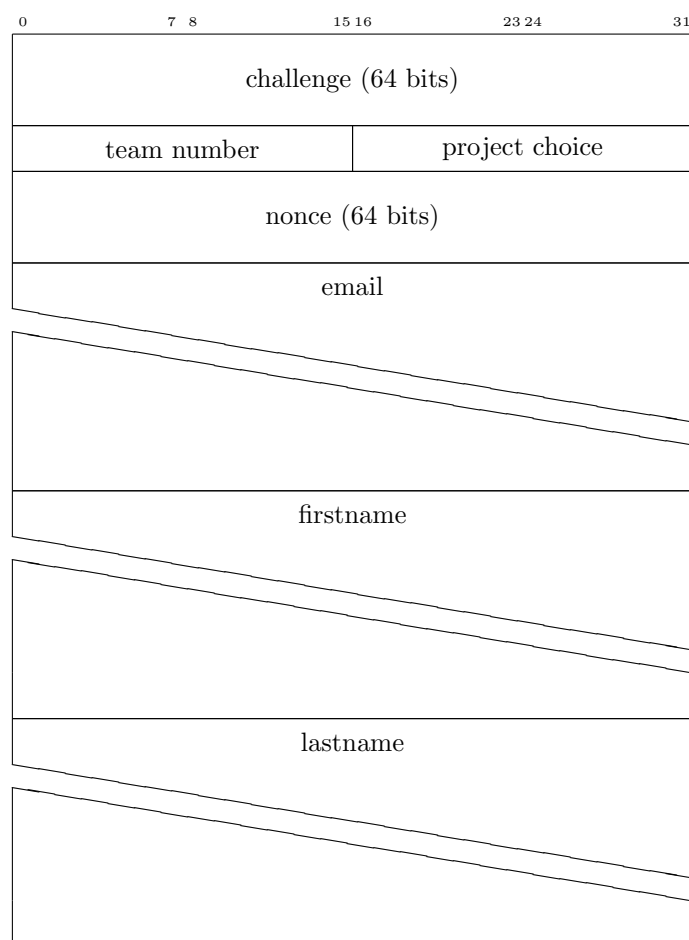 0 7 8 15 16 23 24 31
challenge (64 bits)
team number project choice
nonce (64 bits)
email
firstname
lastname